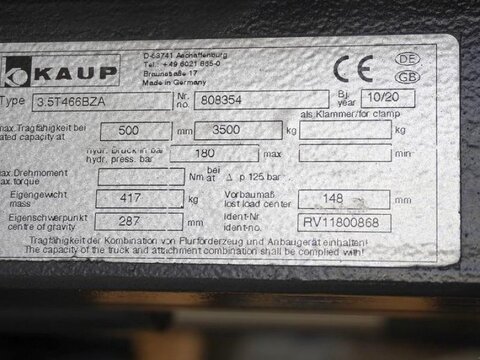 KAUP
D-63741 Aschaffenburg
Tel.: +49 6021 865-0
Braunstraße 17
Made in Germany
CE
DE
GB
Type 3.5T466BZA Nr. no. 808354 Bj. year 10/20
max. Tragfähigkeit bei rated capacity at 500 mm 3500 kg als Klammer/for clamp kg
hydr. Druck in bar hydr. press. bar 180 max min
max. Drehmoment max. torque Nm bei at Δ p 125 bar
Eigengewicht mass 417 kg Vorbaumaß lost load center 148 mm
Eigenschwerpunkt centre of gravity 287 mm Ident-Nr. Ident-no. RV11800868
Tragfähigkeit der Kombination von Flurförderzeug und Anbaugerät einhalten!
The capacity of the truck and attachment combination shall be complied with!